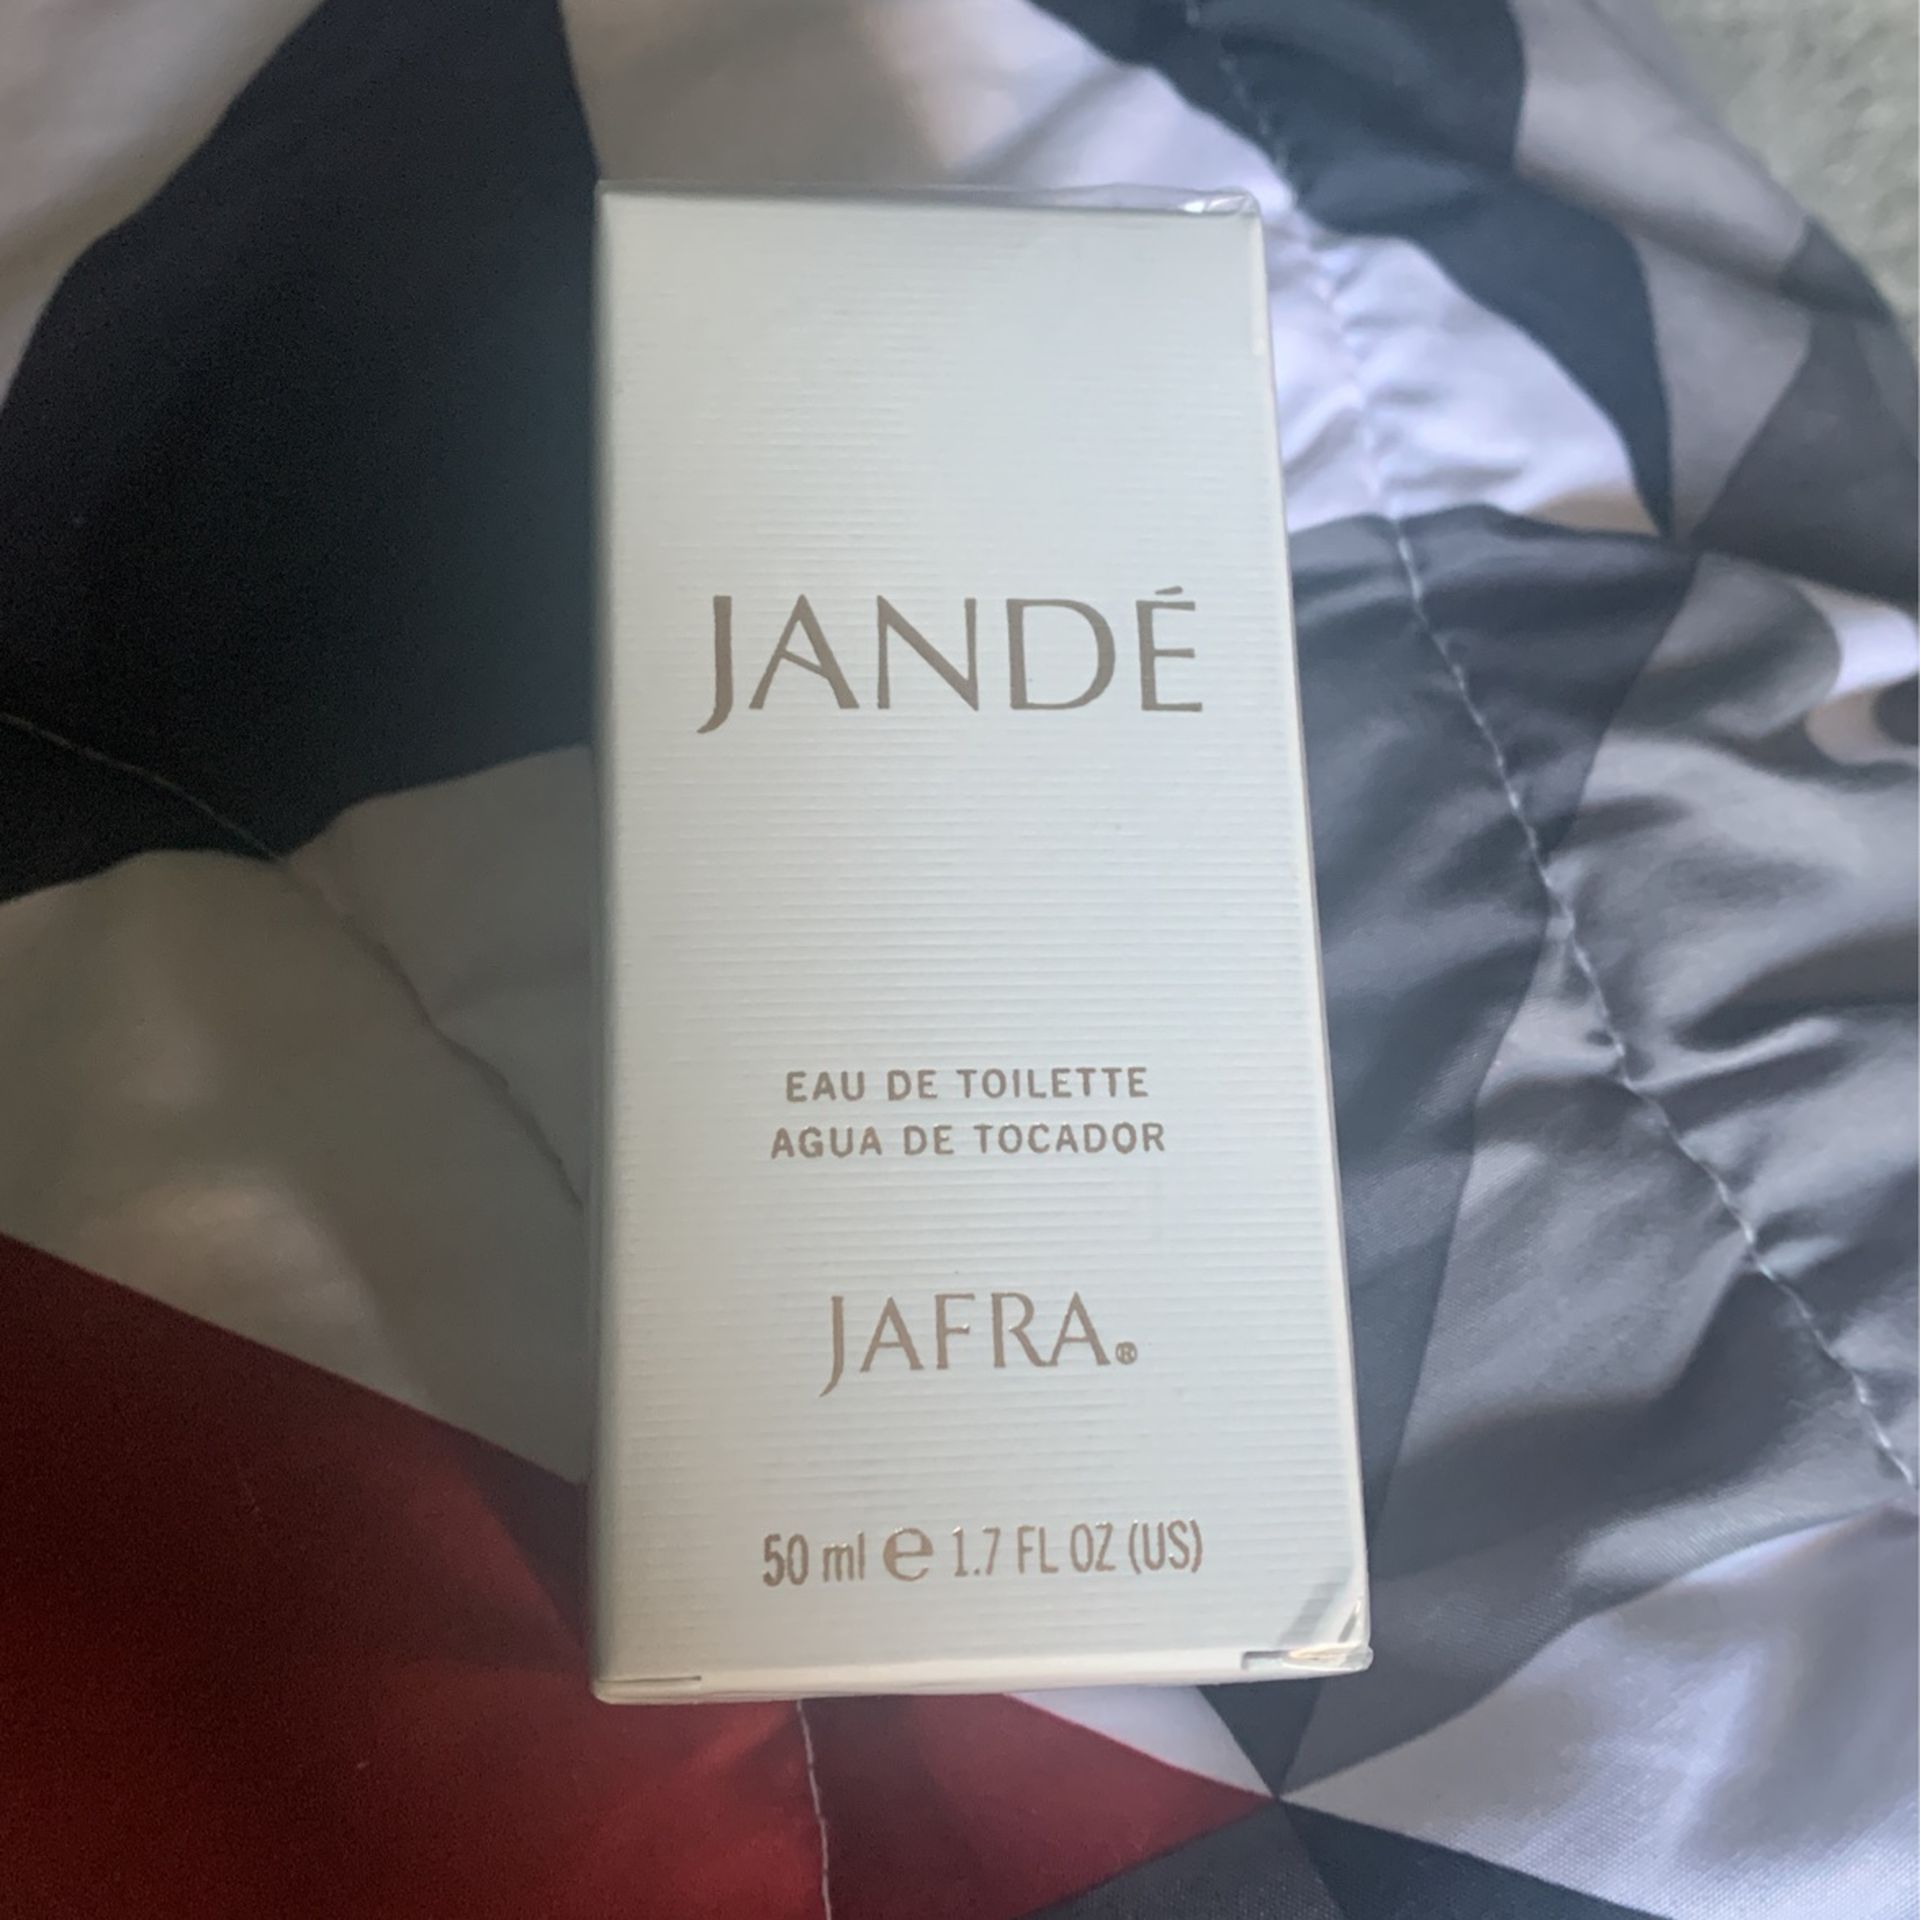 JANDÉ
EAU DE TOILETTE
AGUA DE TOCADOR
JAFRA®
50 ml ℮ 1.7 FL OZ (US)